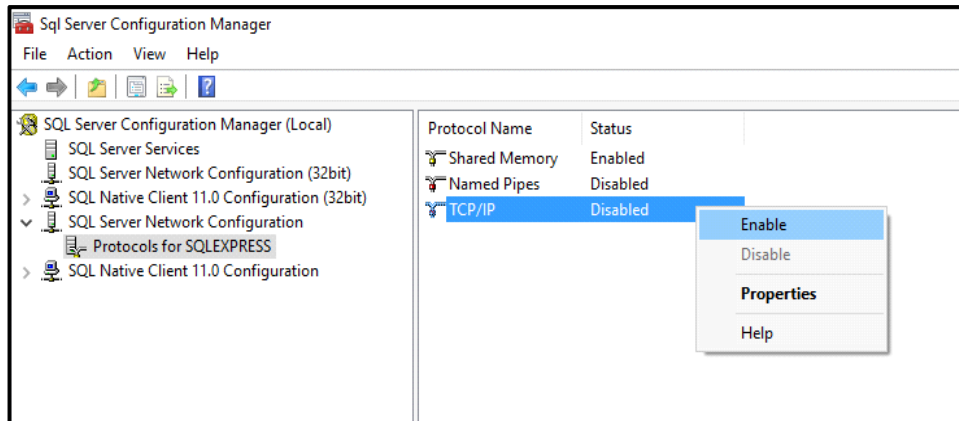 Sql Server Configuration Manager
File Action View Help
SQL Server Configuration Manager (Local)
SQL Server Services
SQL Server Network Configuration (32bit)
SQL Native Client 11.0 Configuration (32bit)
SQL Server Network Configuration
Protocols for SQLEXPRESS
SQL Native Client 11.0 Configuration
Protocol Name Status
Shared Memory Enabled
Named Pipes Disabled
TCP/IP Disabled
Enable
Disable
Properties
Help